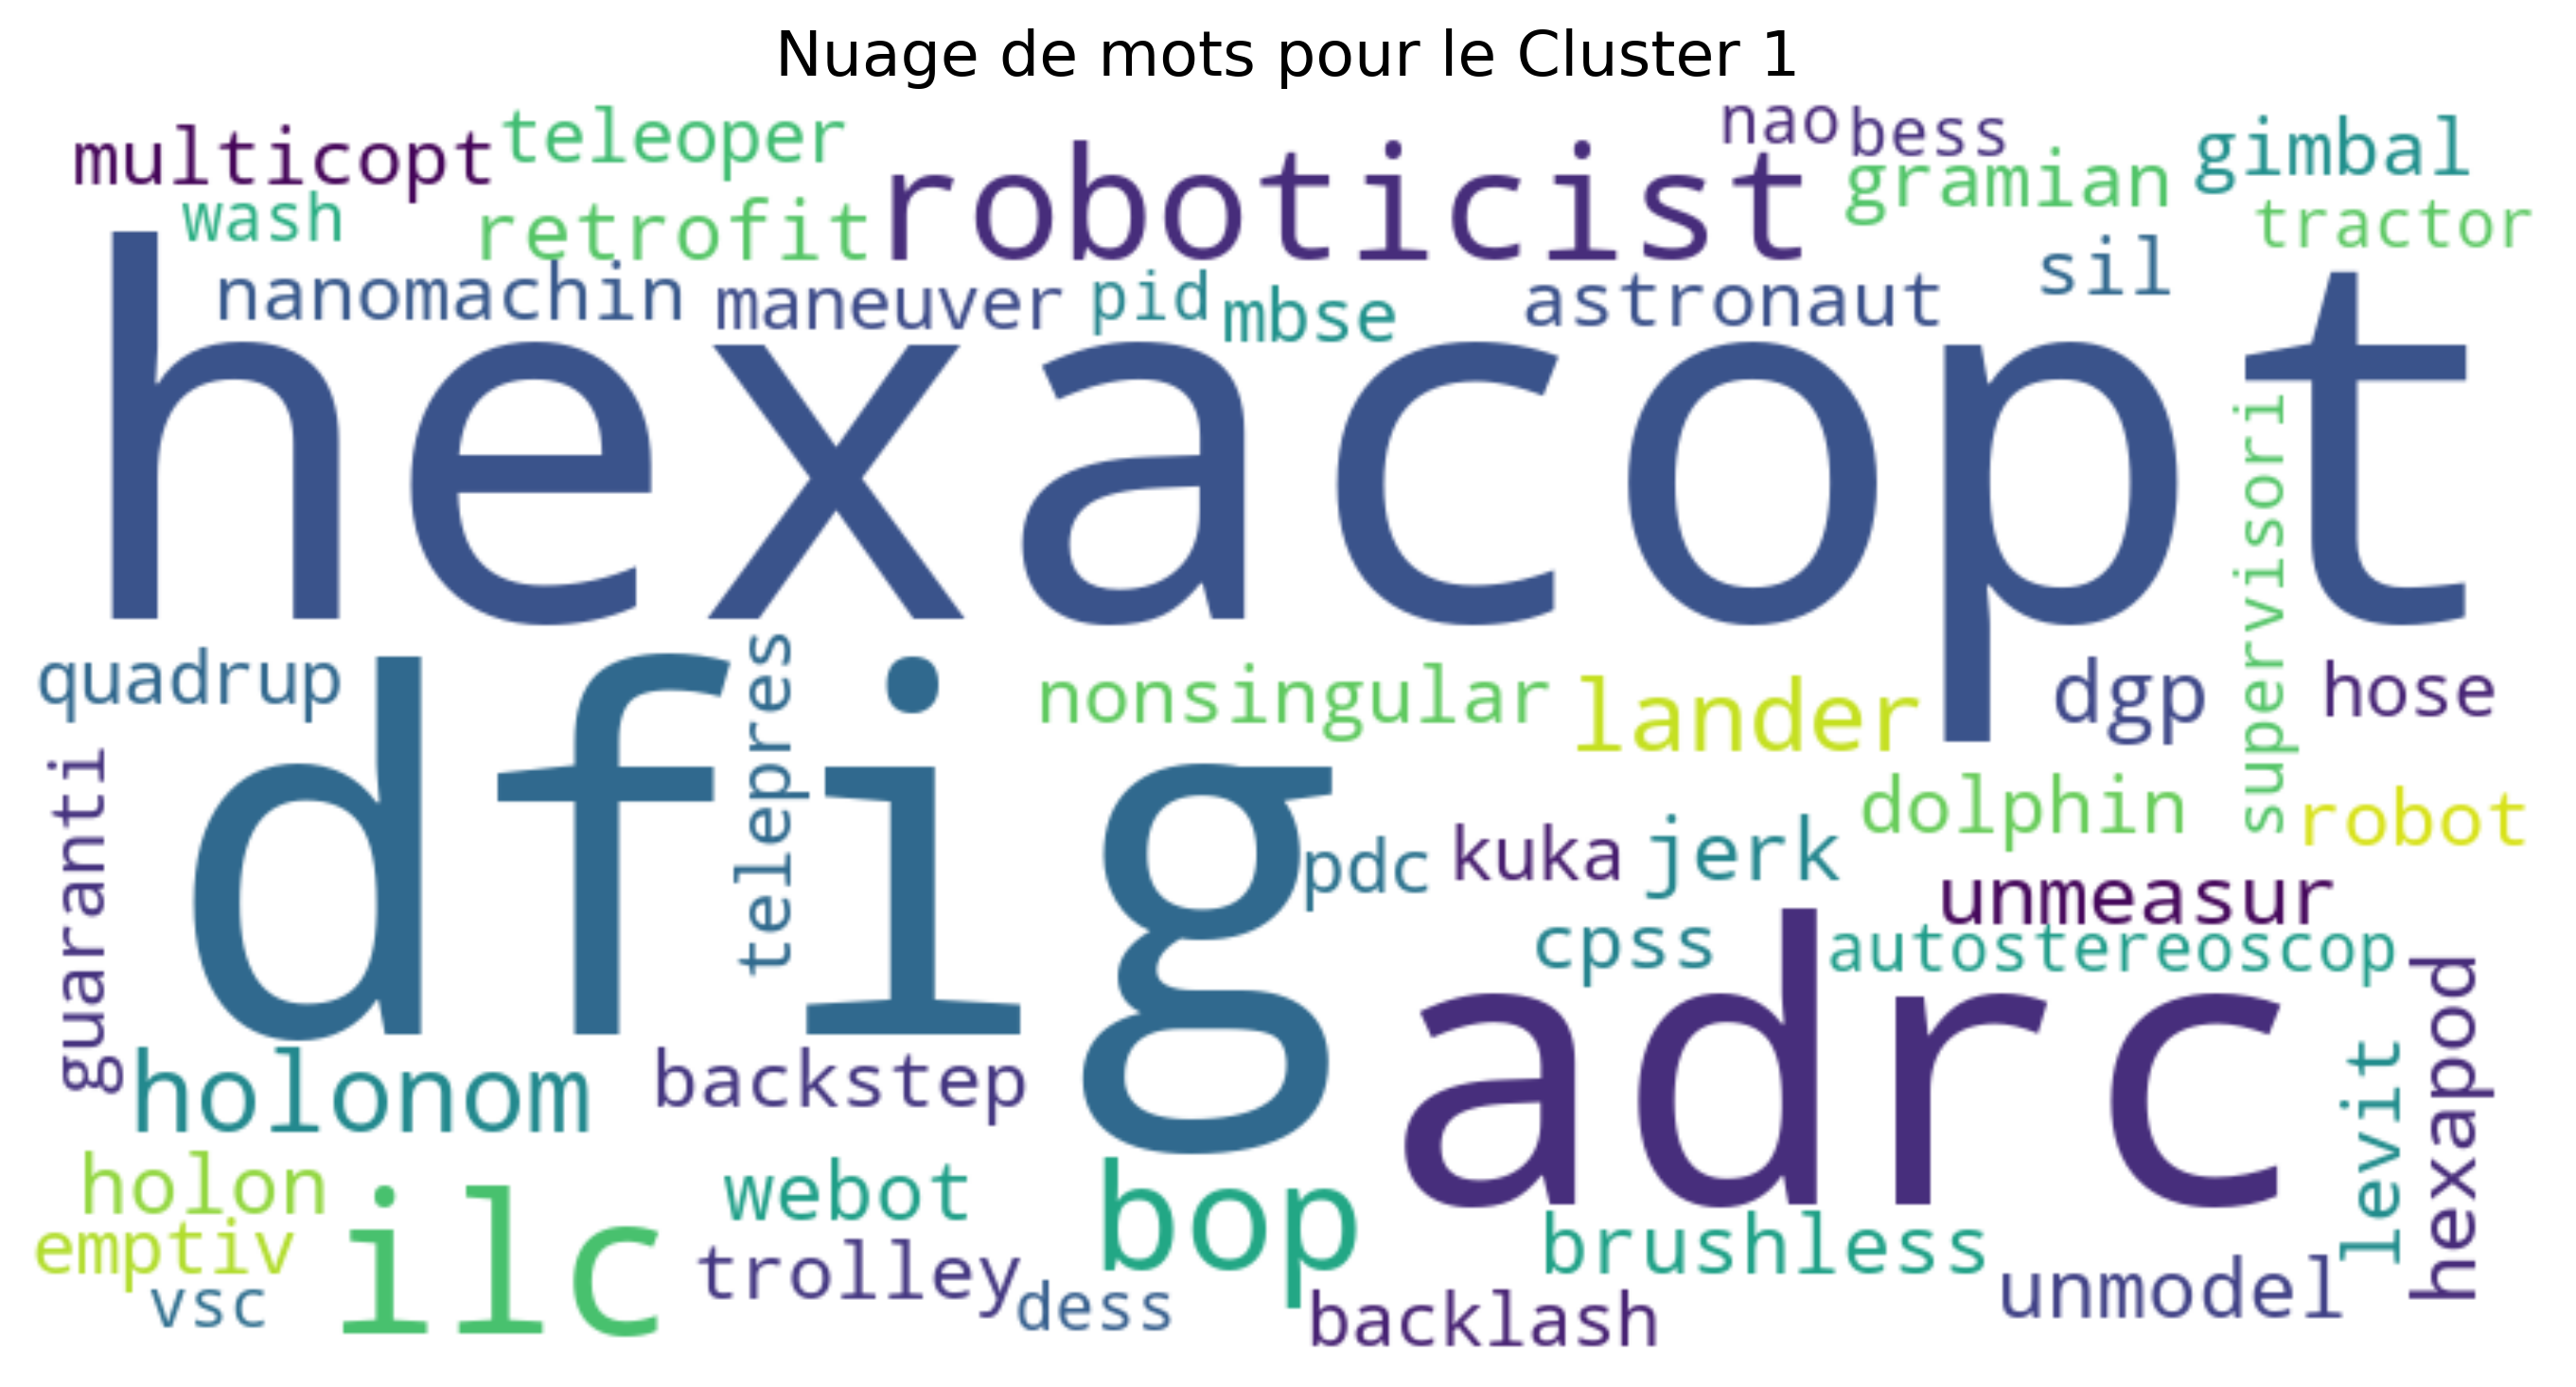 Nuage de mots pour le Cluster 1
multicopt teleoper roboticist nao bess gramian gimbal
wash retrofit tractor
nanomachin maneuver pid mbse astronaut sil
hexacopt
supervisori
quadrup telepres nonsingular lander dgp hose
dfig
guaranti
dolphin robot
pdc kuka jerk
unmeasur
cpss autostereoscop
adrc
levit
hexapod
holonom backstep
holon webot bop
emptiv ilc trolley brushless
vsc dess backlash unmodel